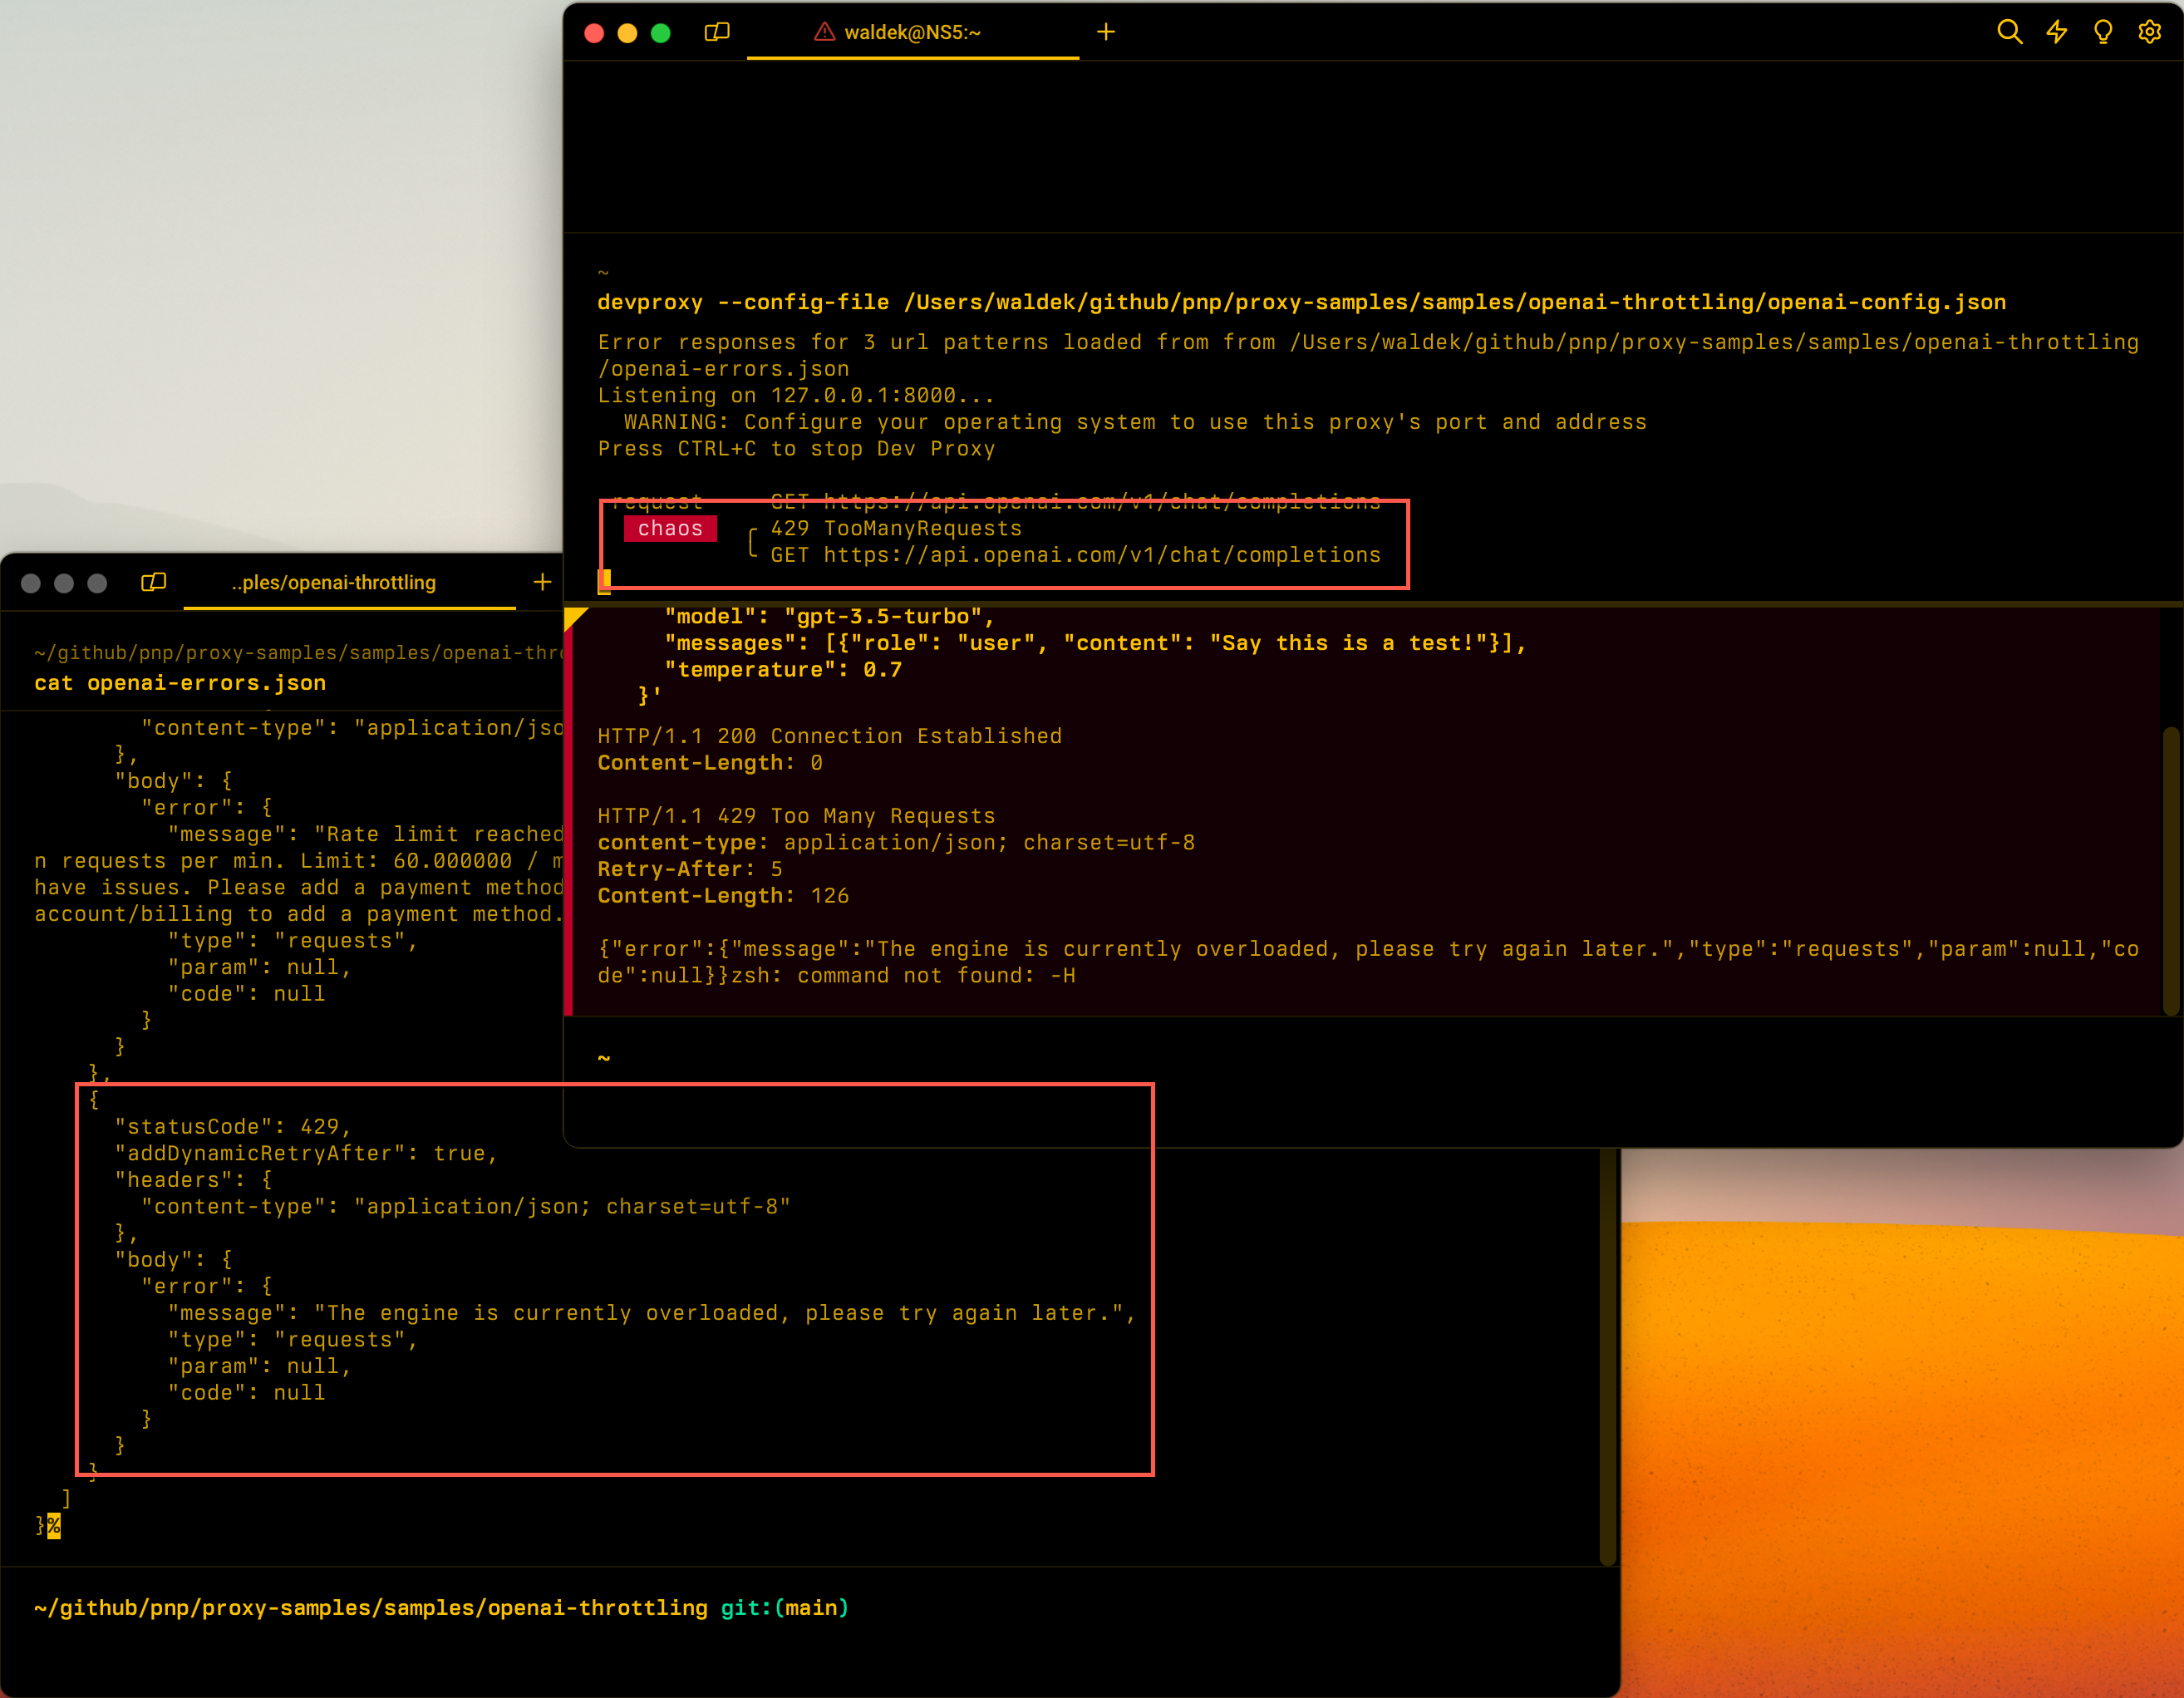 waldek@NS5:~
~
devproxy --config-file /Users/waldek/github/pnp/proxy-samples/samples/openai-throttling/openai-config.json
Error responses for 3 url patterns loaded from from /Users/waldek/github/pnp/proxy-samples/samples/openai-throttling
/openai-errors.json
Listening on 127.0.0.1:8000...
WARNING: Configure your operating system to use this proxy's port and address
Press CTRL+C to stop Dev Proxy
request GET https://api.openai.com/v1/chat/completions
chaos ╭ 429 TooManyRequests
╰ GET https://api.openai.com/v1/chat/completions
"model": "gpt-3.5-turbo",
"messages": [{"role": "user", "content": "Say this is a test!"}],
"temperature": 0.7
}'
HTTP/1.1 200 Connection Established
Content-Length: 0
HTTP/1.1 429 Too Many Requests
content-type: application/json; charset=utf-8
Retry-After: 5
Content-Length: 126
{"error":{"message":"The engine is currently overloaded, please try again later.","type":"requests","param":null,"co
de":null}}zsh: command not found: -H
~
..ples/openai-throttling
~/github/pnp/proxy-samples/samples/openai-thr
cat openai-errors.json
"content-type": "application/jso
},
"body": {
"error": {
"message": "Rate limit reached
n requests per min. Limit: 60.000000 / m
have issues. Please add a payment method
account/billing to add a payment method.
"type": "requests",
"param": null,
"code": null
}
}
},
{
"statusCode": 429,
"addDynamicRetryAfter": true,
"headers": {
"content-type": "application/json; charset=utf-8"
},
"body": {
"error": {
"message": "The engine is currently overloaded, please try again later.",
"type": "requests",
"param": null,
"code": null
}
}
}
]
}%
~/github/pnp/proxy-samples/samples/openai-throttling git:(main)